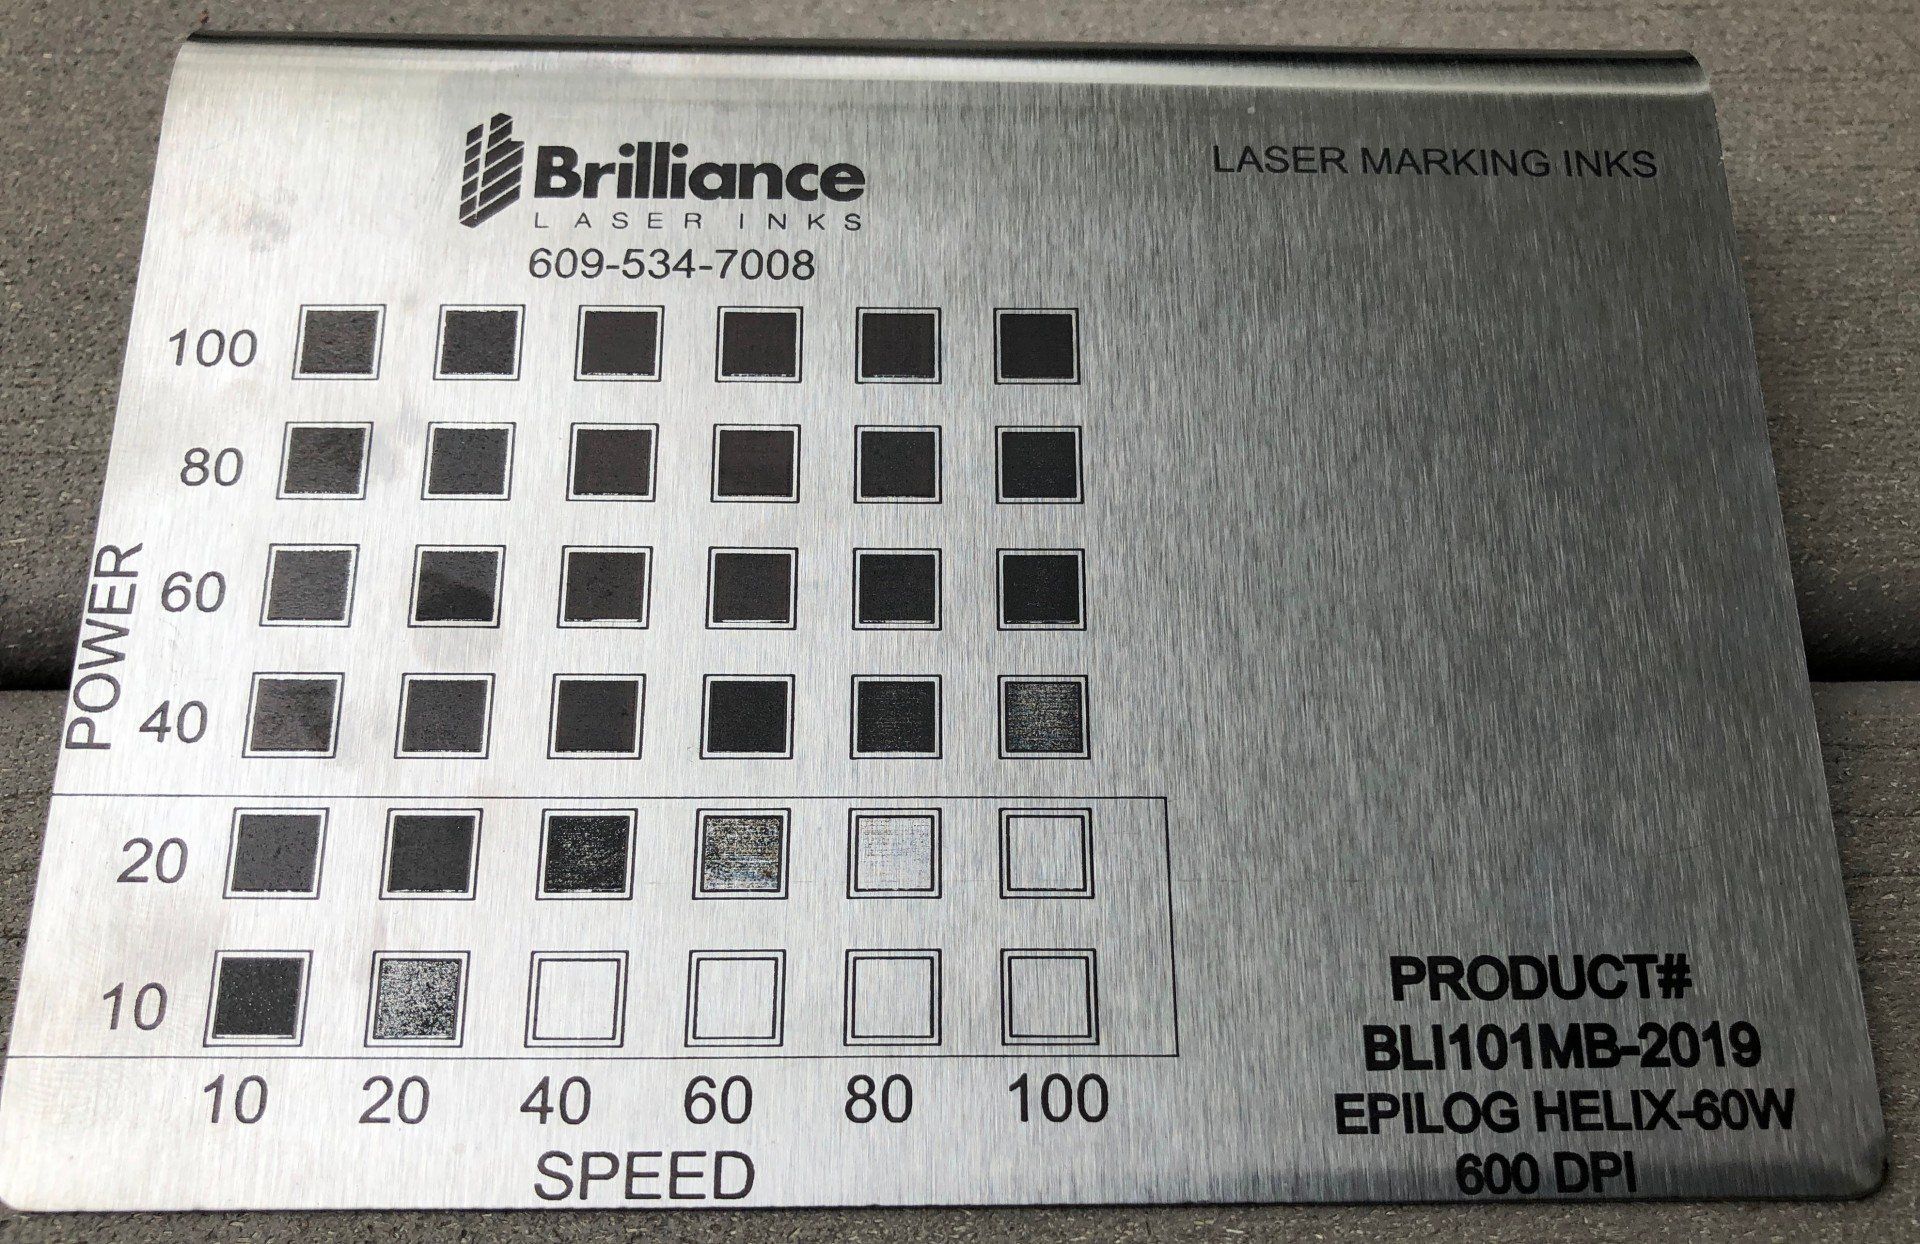 Brilliance
LASER INKS
609-534-7008
LASER MARKING INKS
100
80
60
40
20
10
POWER
10 20 40 60 80 100
SPEED
PRODUCT#
BLI101MB-2019
EPILOG HELIX-60W
600 DPI